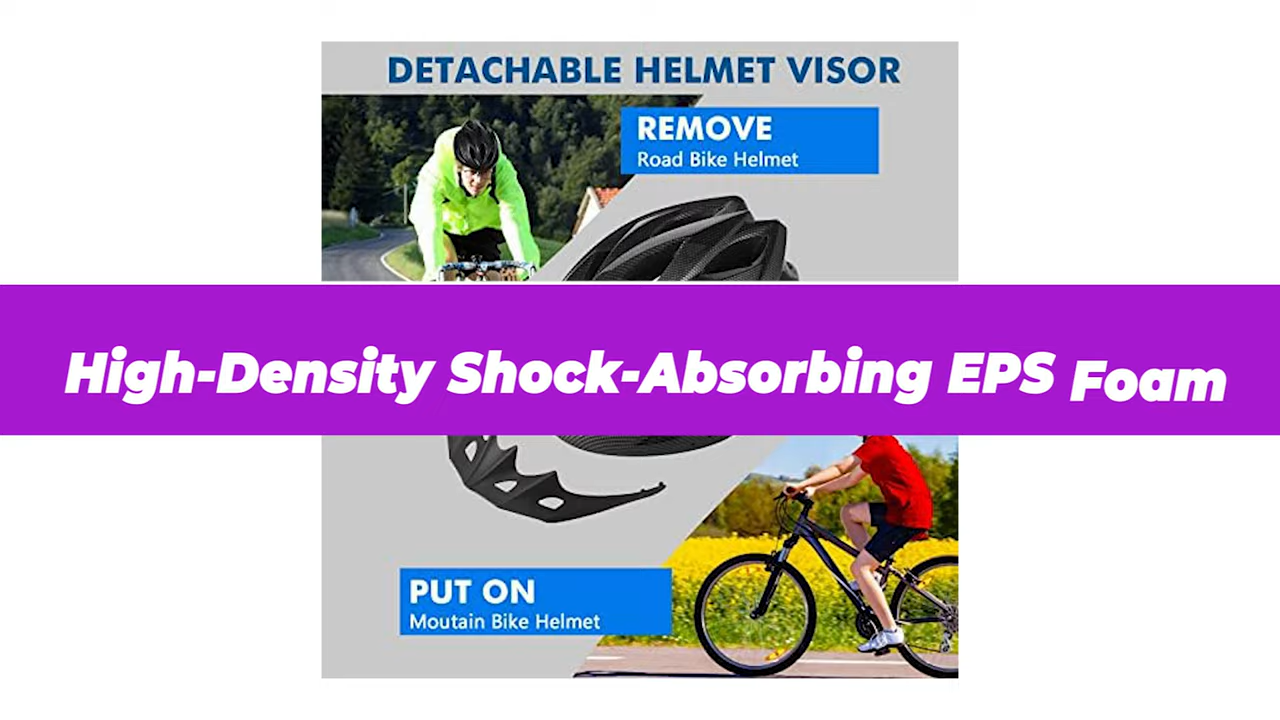 DETACHABLE HELMET VISOR
REMOVE
Road Bike Helmet
High-Density Shock-Absorbing EPS Foam
PUT ON
Moutain Bike Helmet